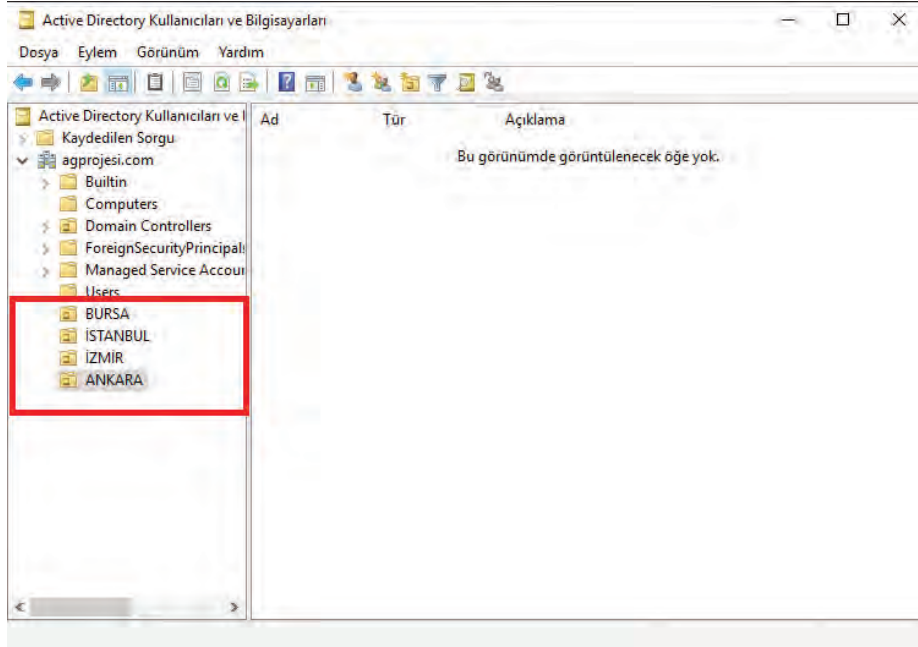 Active Directory Kullanıcıları ve Bilgisayarları
Dosya Eylem Görünüm Yardım
Active Directory Kullanıcıları ve
Kaydedilen Sorgu
agprojesi.com
Builtin
Computers
Domain Controllers
ForeignSecurityPrincipals
Managed Service Accour
Users
BURSA
İSTANBUL
İZMİR
ANKARA
Ad Tür Açıklama
Bu görünümde görüntülenecek öğe yok.